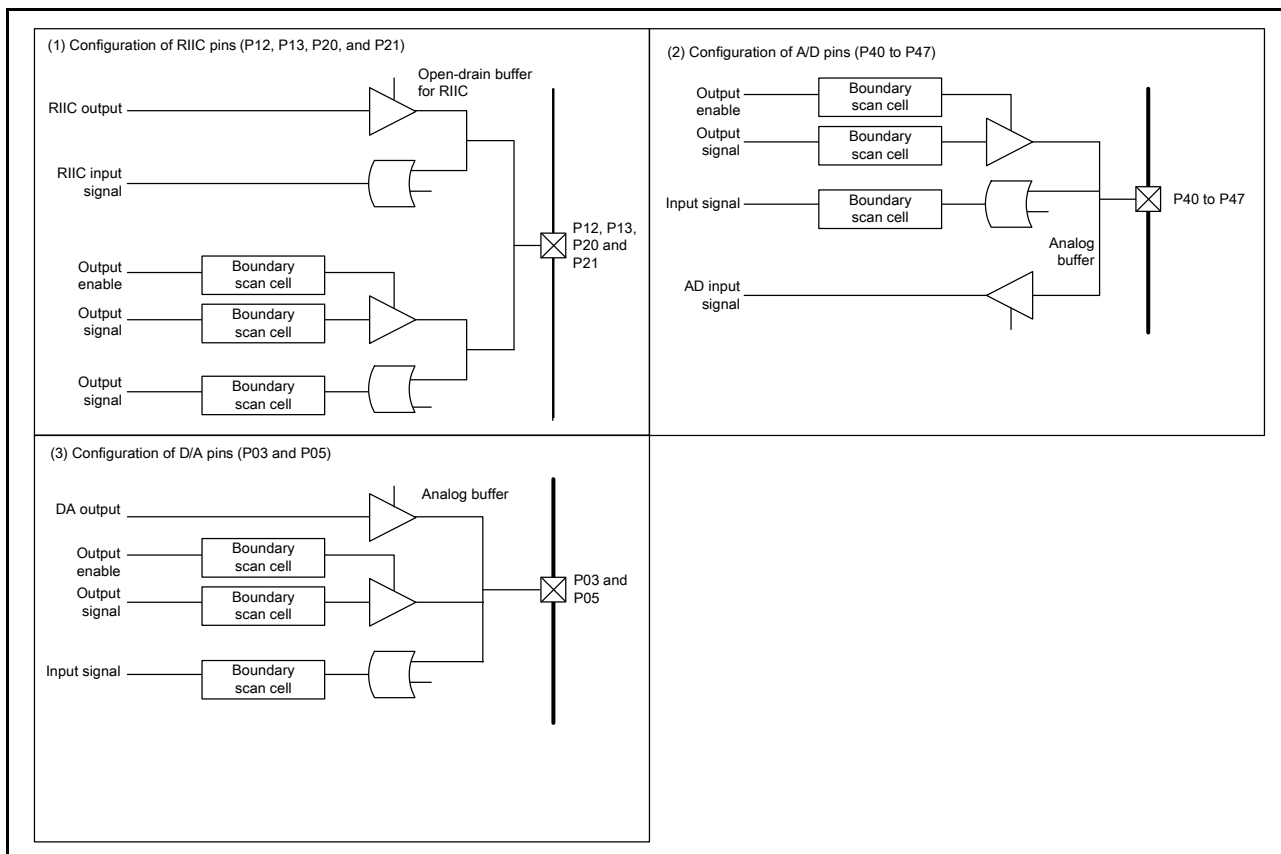 (1) Configuration of RIIC pins (P12, P13, P20, and P21)
Open-drain buffer
for RIIC
RIIC output
RIIC input
signal
P12, P13,
P20 and
P21
Output
enable
Boundary
scan cell
Output
signal
Boundary
scan cell
Output
signal
Boundary
scan cell
(2) Configuration of A/D pins (P40 to P47)
Output
enable
Boundary
scan cell
Output
signal
Boundary
scan cell
Input signal
Boundary
scan cell
P40 to P47
Analog
buffer
AD input
signal
(3) Configuration of D/A pins (P03 and P05)
Analog buffer
DA output
Output
enable
Boundary
scan cell
Output
signal
Boundary
scan cell
P03 and
P05
Input signal
Boundary
scan cell